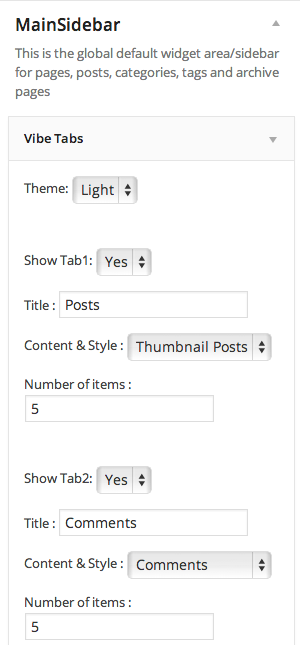 MainSidebar
This is the global default widget area/sidebar
for pages, posts, categories, tags and archive
pages
Vibe Tabs
Theme: Light
Show Tab1: Yes
Title : Posts
Content & Style : Thumbnail Posts
Number of items :
5
Show Tab2: Yes
Title : Comments
Content & Style : Comments
Number of items :
5